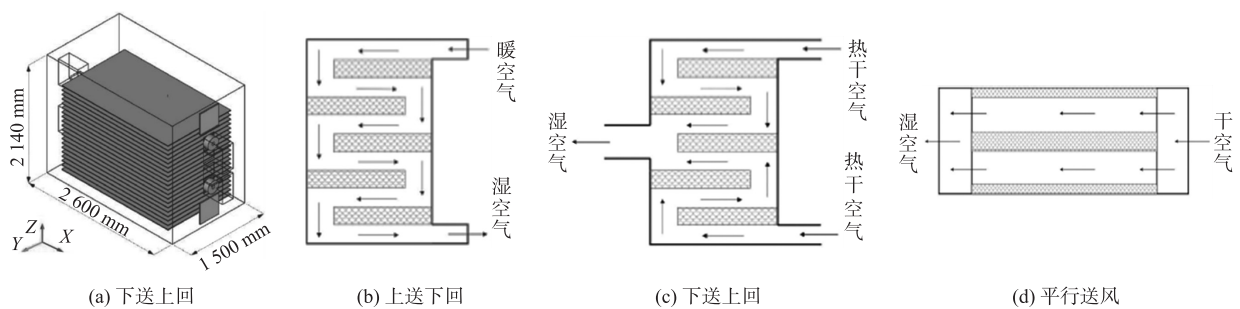 2 140 mm
2 600 mm
1 500 mm
Z
Y
X
(a) 下送上回
暖空气
湿空气
(b) 上送下回
湿空气
热干空气
热干空气
(c) 下送上回
湿空气
干空气
(d) 平行送风